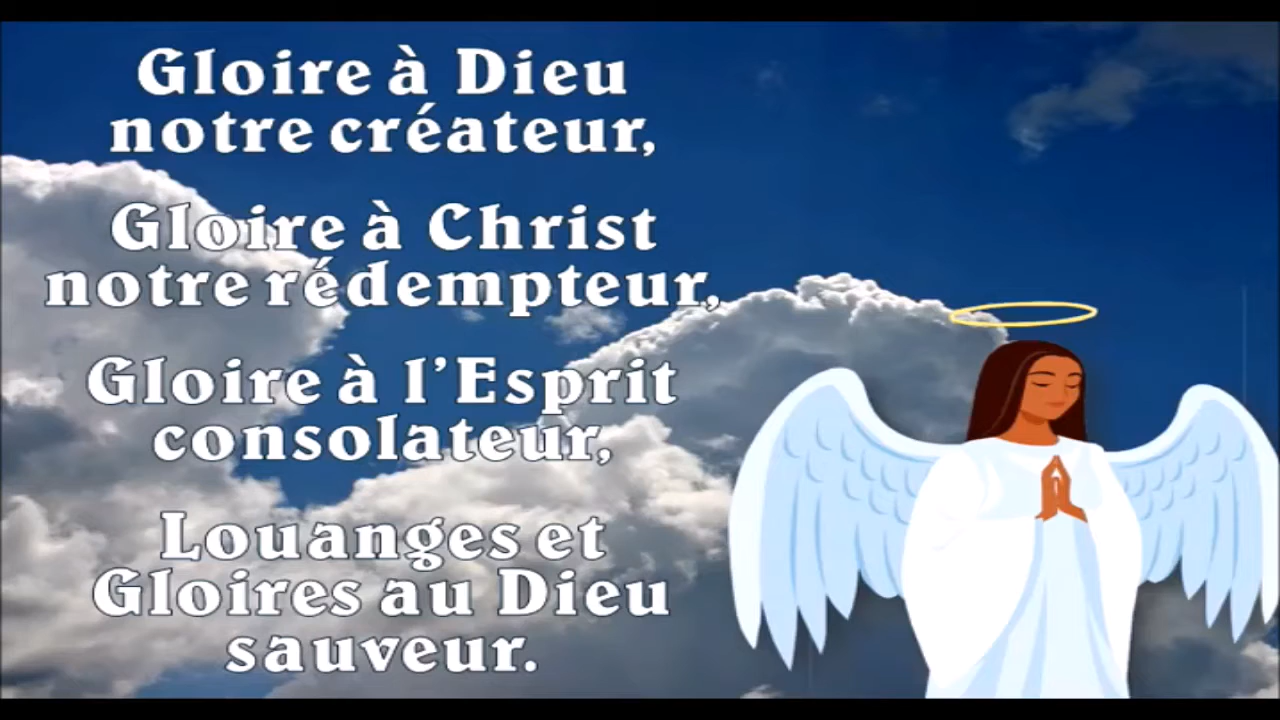 Gloire à Dieu
notre créateur,
Gloire à Christ
notre rédempteur,
Gloire à l'Esprit
consolateur,
Louanges et
Gloires au Dieu
sauveur.